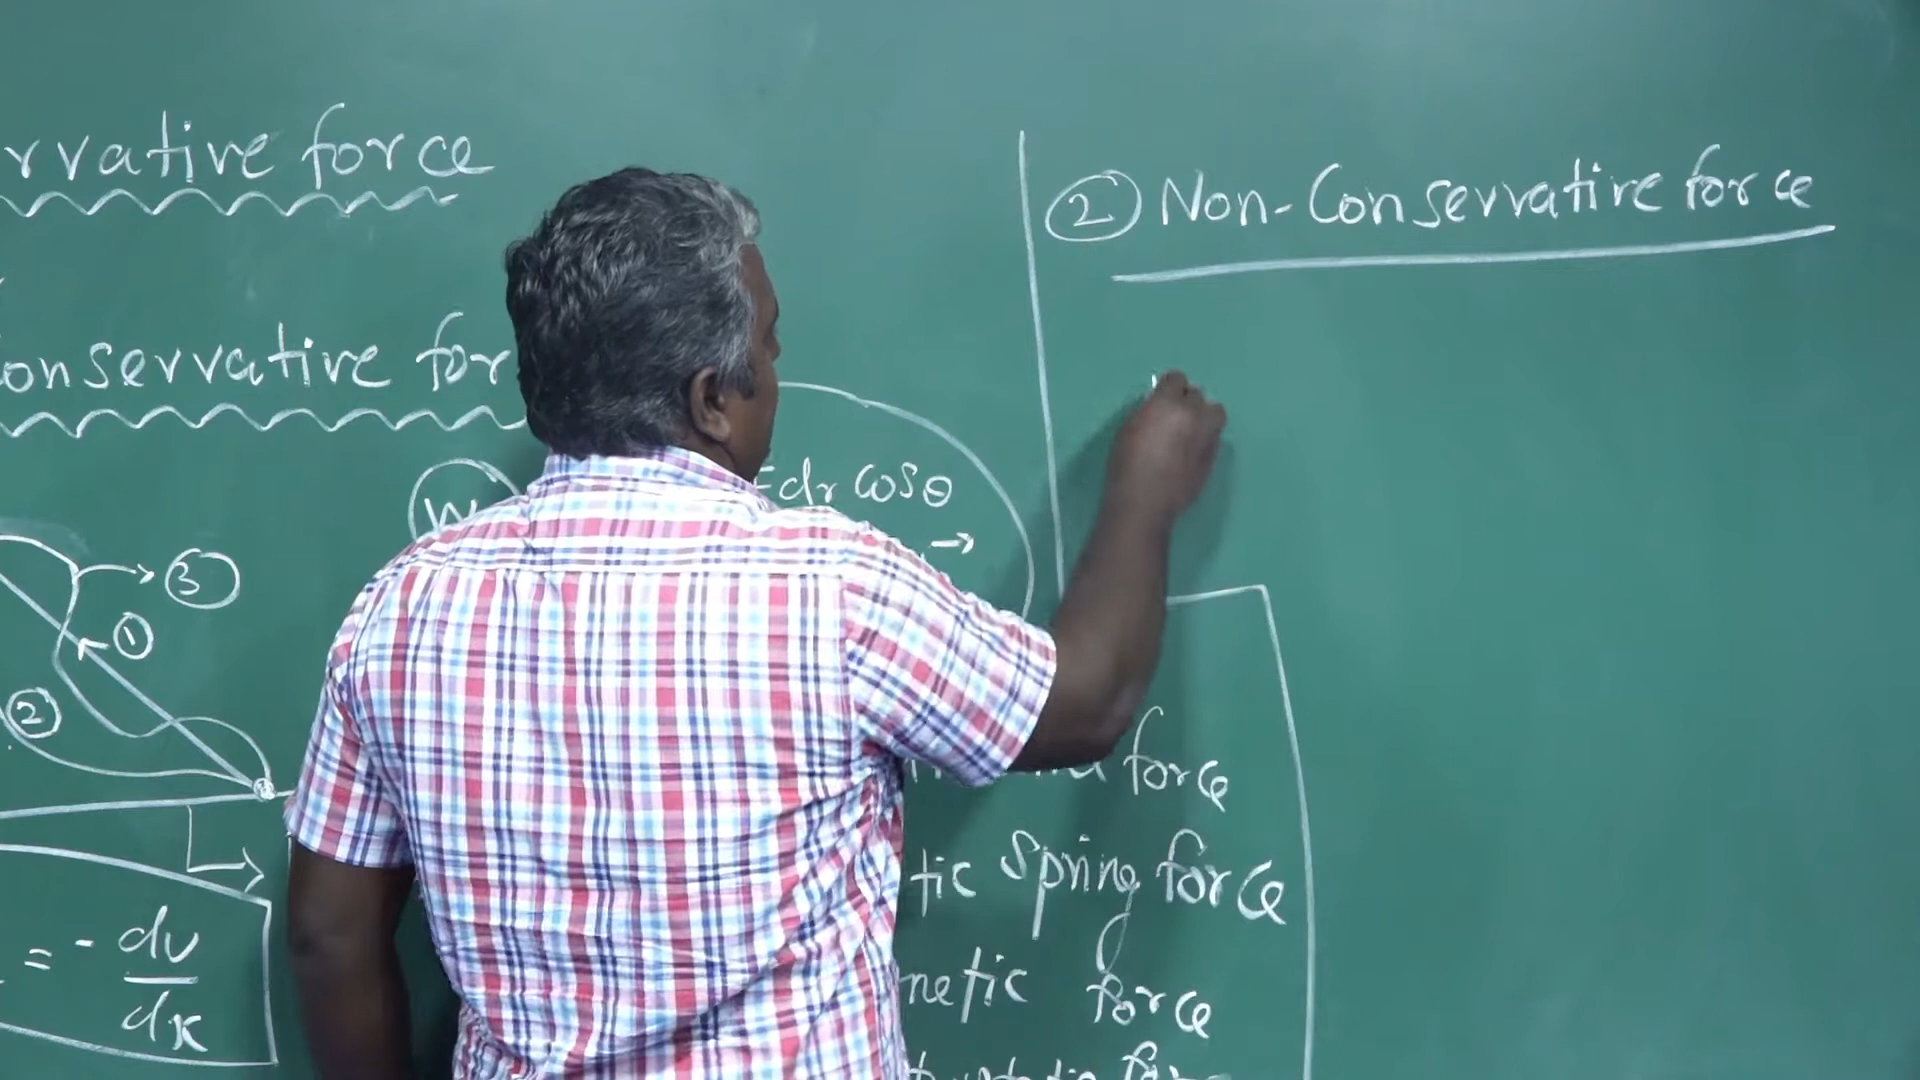 rvative force
onservative for
③
①
②
= - dv
dx
W
Fdr cosθ
force
tic Spring force
netic force
② Non-Conservative force